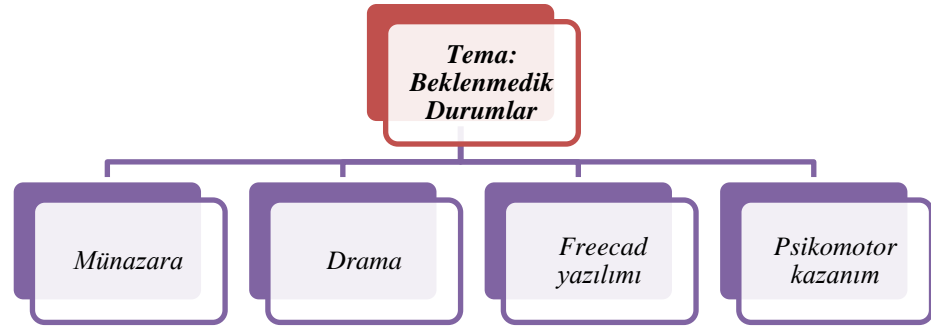 Tema:
Beklenmedik
Durumlar
Münazara
Drama
Freecad
yazılımı
Psikomotor
kazanım